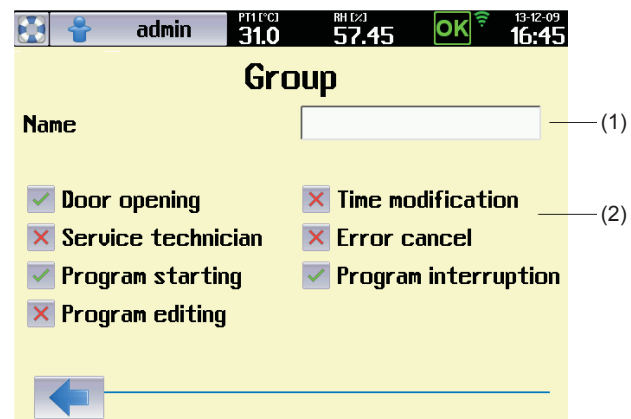 admin PT1 [°C] RH [%] OK 13-12-09
31.0 57.45 16:45
Group
Name (1)
Door opening Time modification (2)
Service technician Error cancel
Program starting Program interruption
Program editing